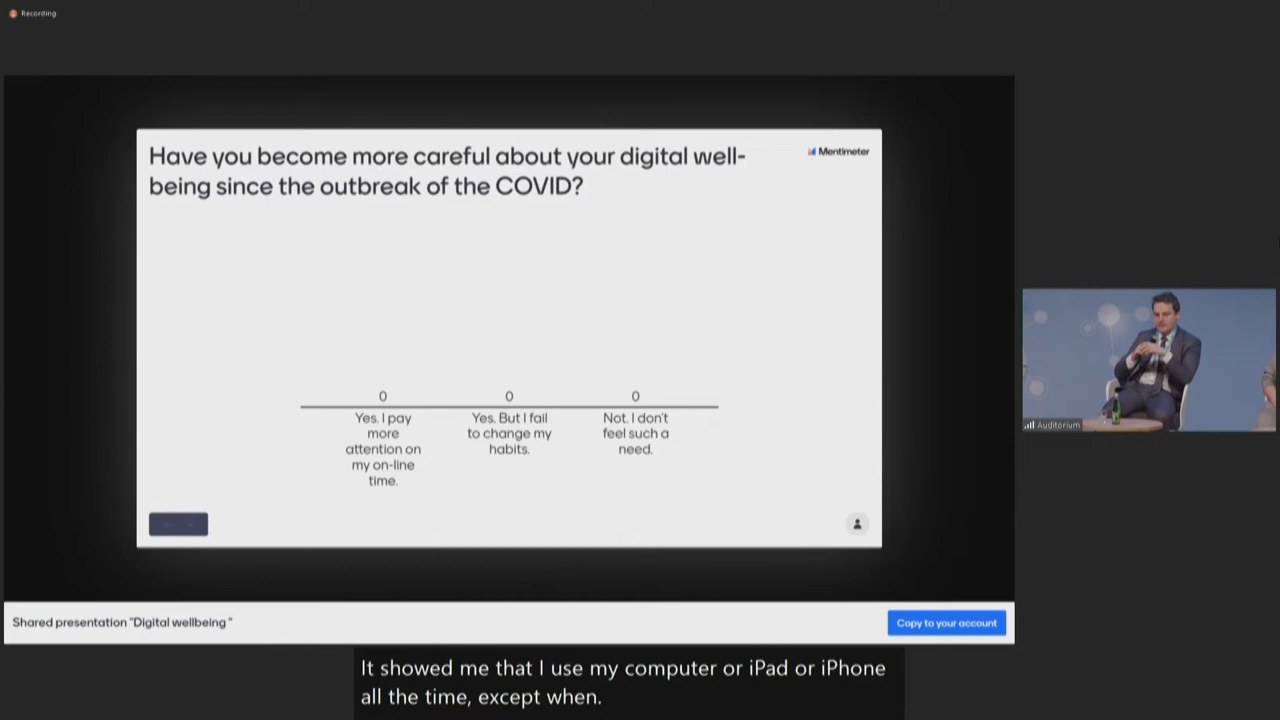 Recording
Have you become more careful about your digital well-
being since the outbreak of the COVID?
Mentimeter
0
0
0
Yes. I pay
more
attention on
my on-line
time.
Yes. But I fail
to change my
habits.
Not. I don't
feel such a
need.
Auditorium
Shared presentation "Digital wellbeing "
Copy to your account
It showed me that I use my computer or iPad or iPhone
all the time, except when.